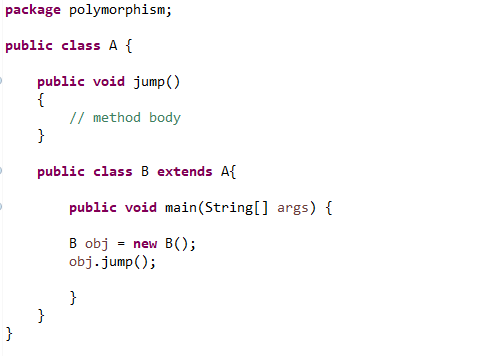 package polymorphism;
public class A {
public void jump()
{
// method body
}
public class B extends A{
public void main(String[] args) {
B obj = new B();
obj.jump();
}
}
}